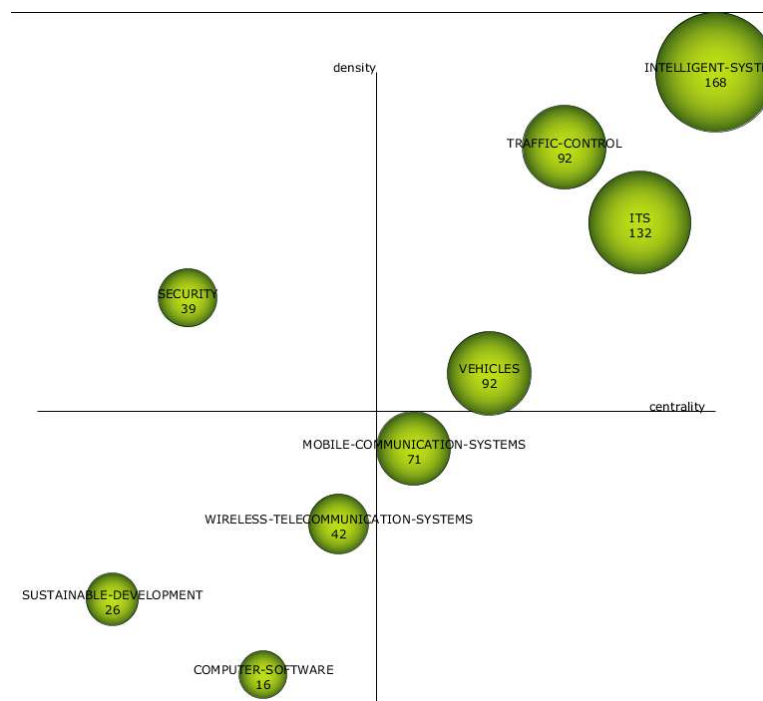 density
INTELLIGENT-SYSTE
168
TRAFFIC-CONTROL
92
ITS
132
SECURITY
39
VEHICLES
92
centrality
MOBILE-COMMUNICATION-SYSTEMS
71
WIRELESS-TELECOMMUNICATION-SYSTEMS
42
SUSTAINABLE-DEVELOPMENT
26
COMPUTER-SOFTWARE
16